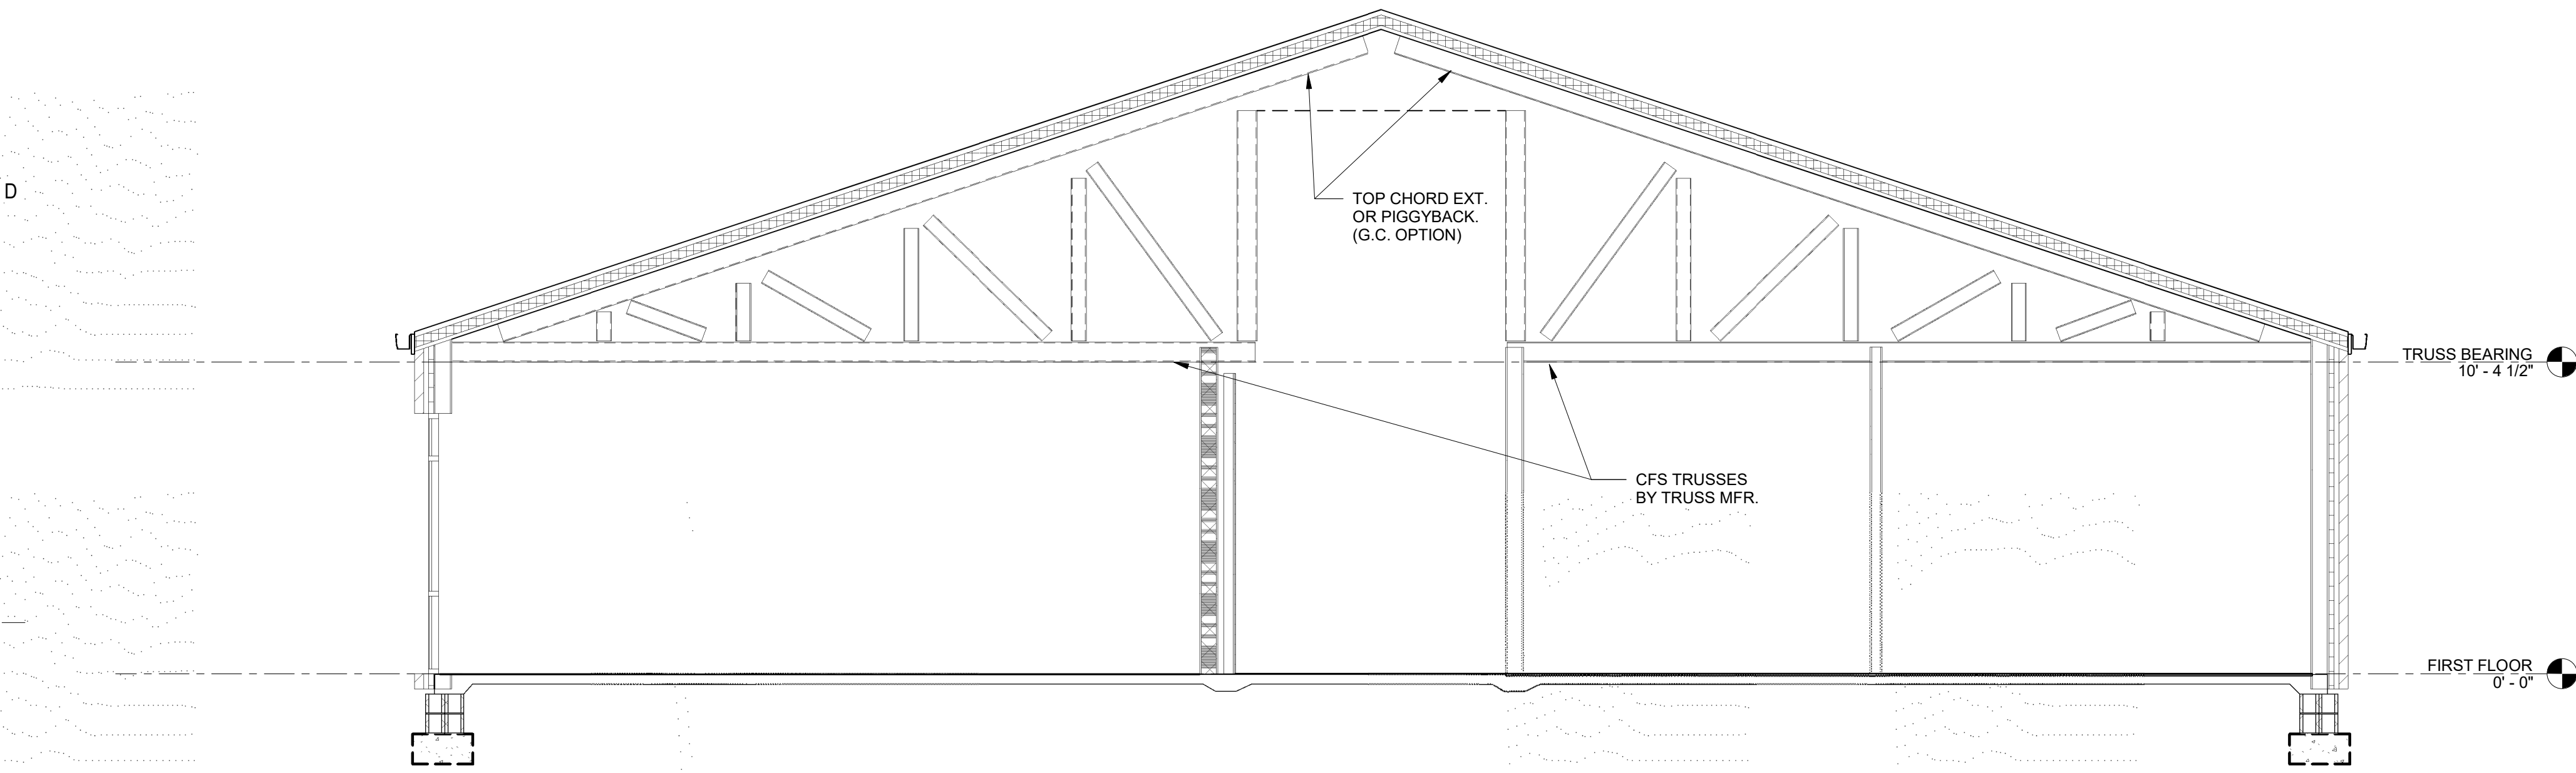 D
TOP CHORD EXT.
OR PIGGYBACK.
(G.C. OPTION)
TRUSS BEARING
10' - 4 1/2"
CFS TRUSSES
BY TRUSS MFR.
FIRST FLOOR
0' - 0"